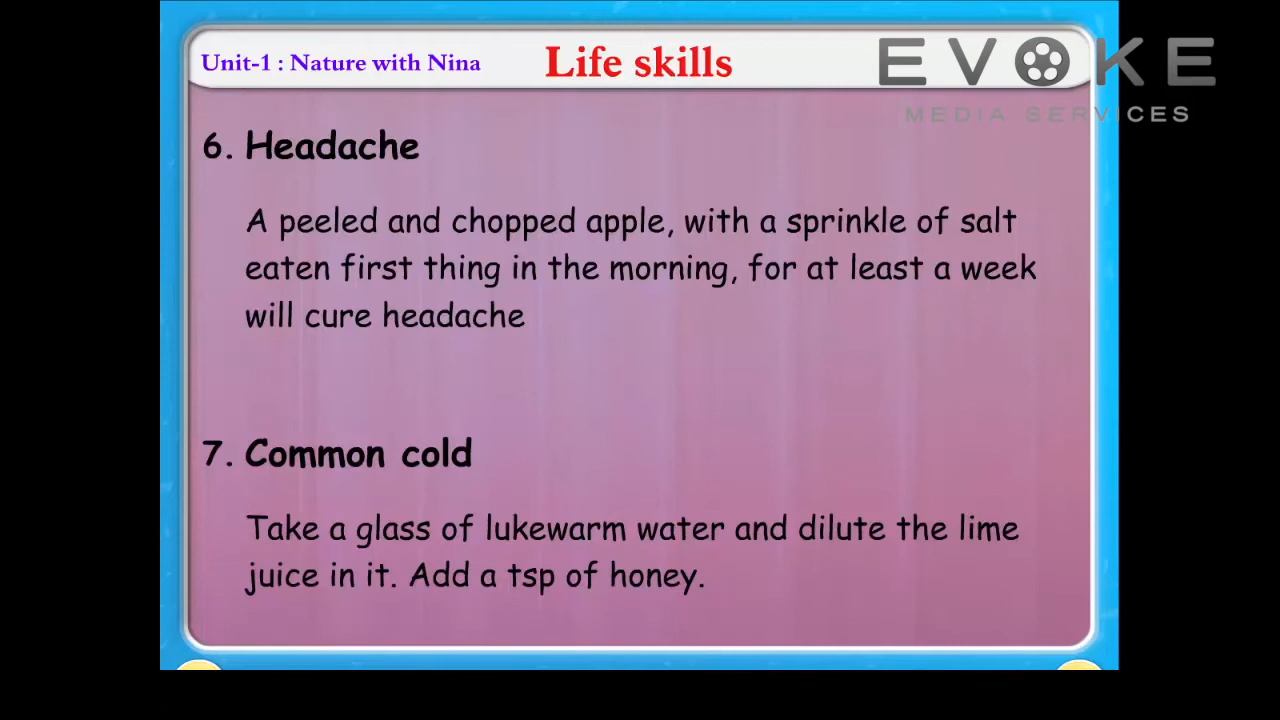 Unit-1 : Nature with Nina
Life skills
EVOKE
MEDIA SERVICES
6. Headache
A peeled and chopped apple, with a sprinkle of salt
eaten first thing in the morning, for at least a week
will cure headache
7. Common cold
Take a glass of lukewarm water and dilute the lime
juice in it. Add a tsp of honey.